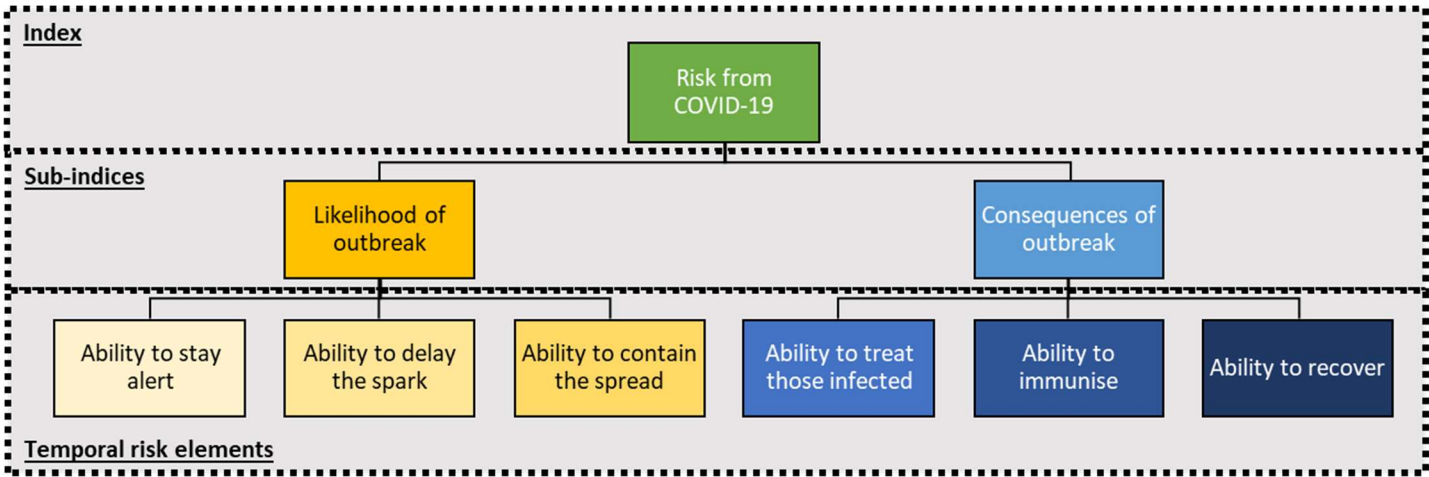 Index
Risk from
COVID-19
Sub-indices
Likelihood of
outbreak
Consequences of
outbreak
Ability to stay
alert
Ability to delay
the spark
Ability to contain
the spread
Ability to treat
those infected
Ability to
immunise
Ability to recover
Temporal risk elements